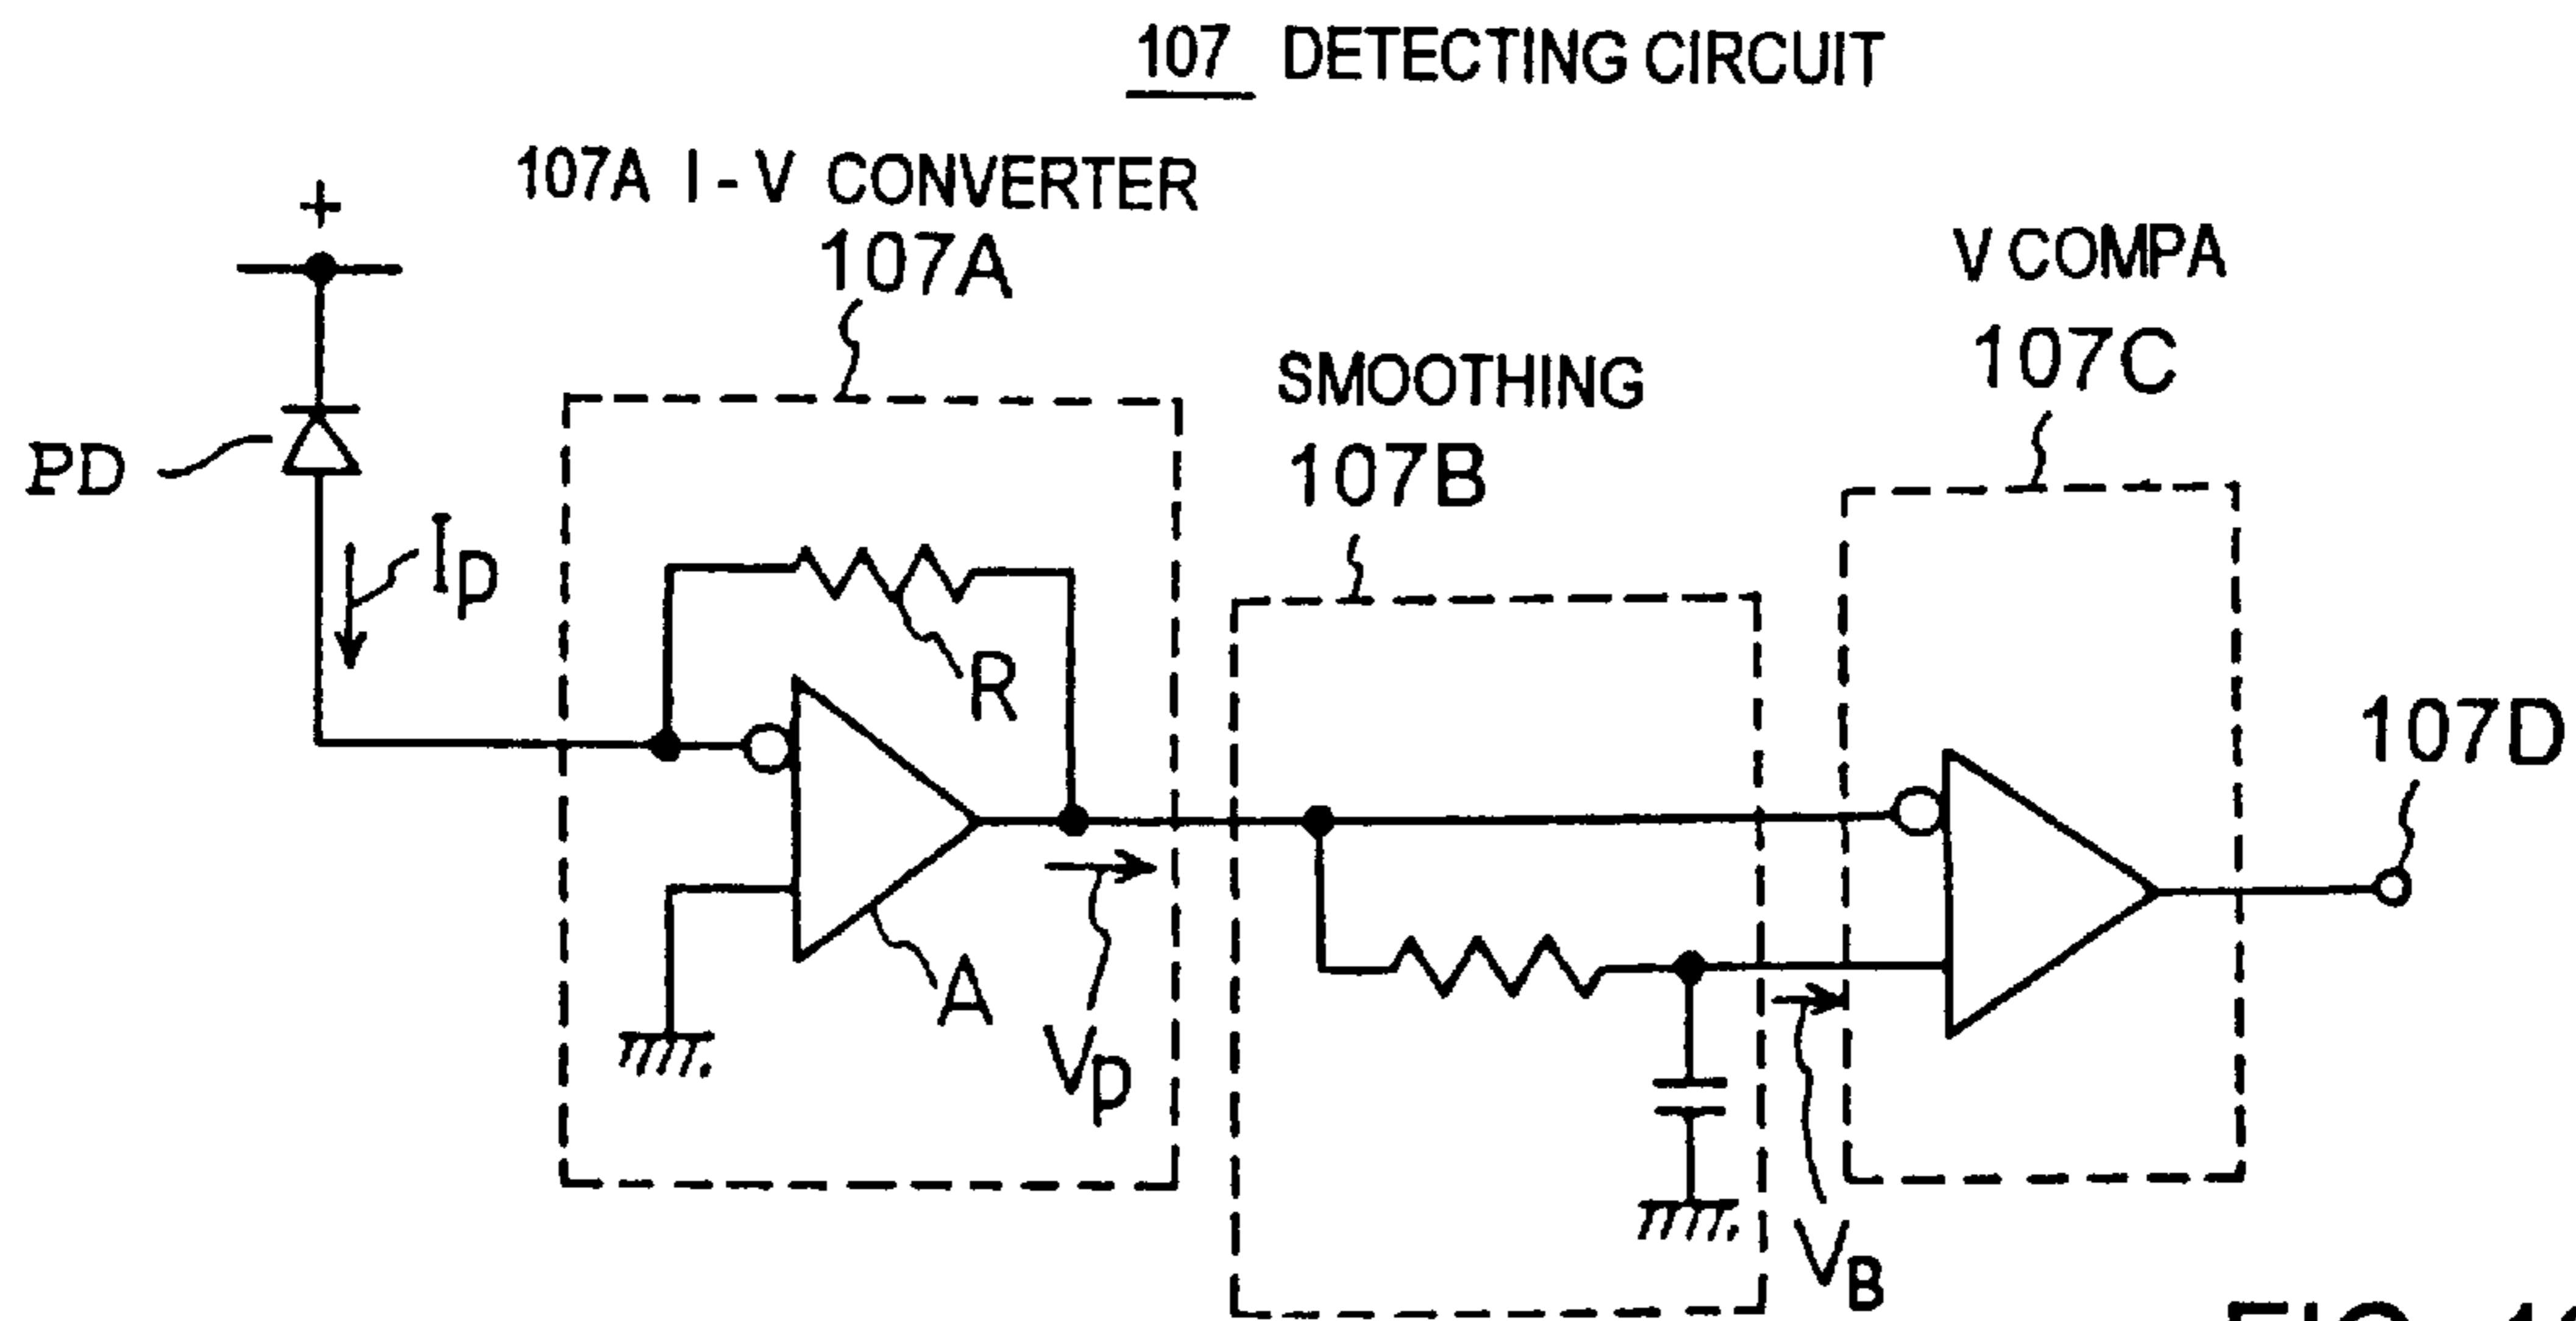 107 DETECTING CIRCUIT
107A I - V CONVERTER
107A
V COMPA
107C
SMOOTHING
107B
+
PD
Ip
R
A
Vp
VB
107D